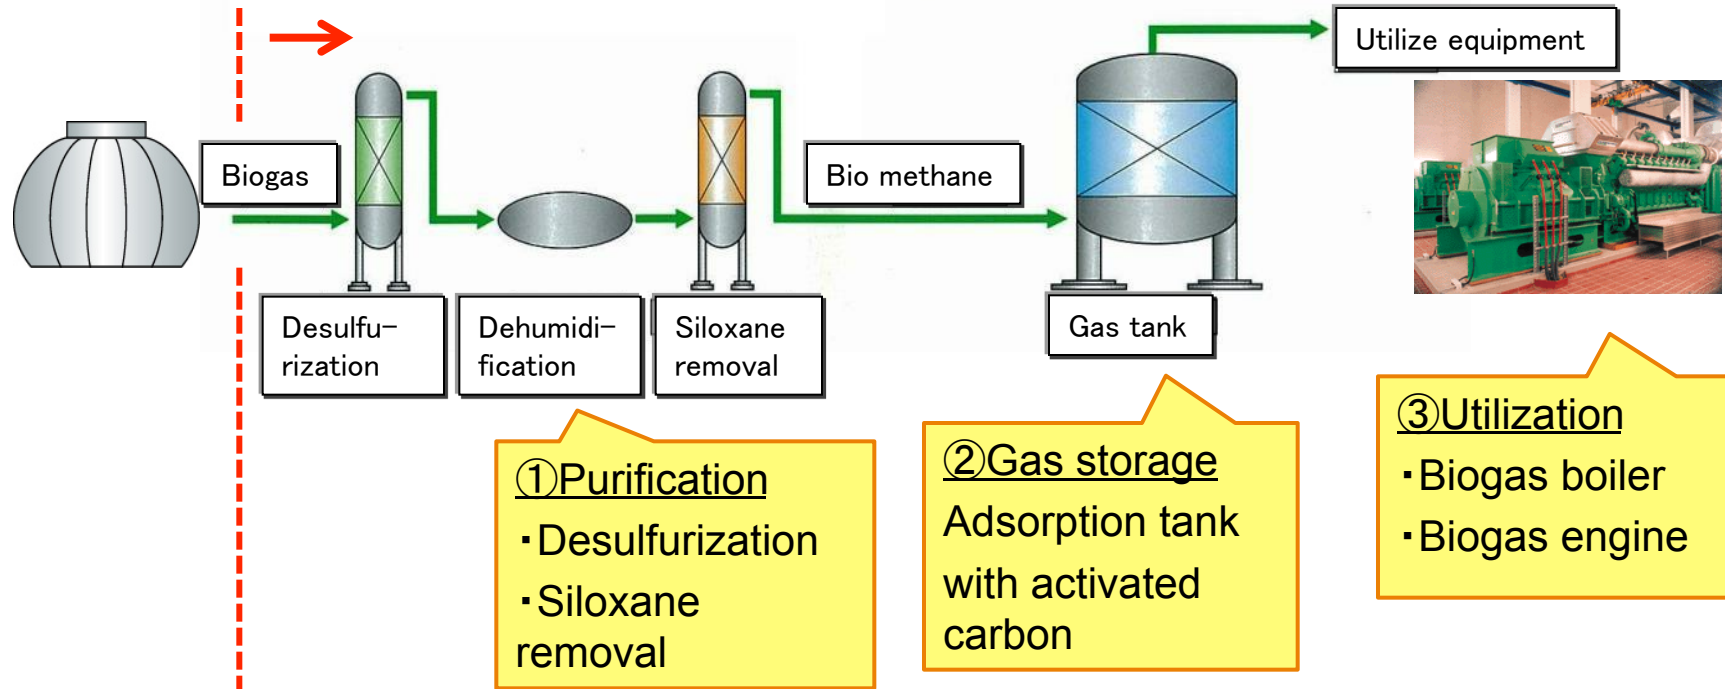 Utilize equipment
Biogas
Bio methane
Desulfu-
rization
Dehumidi-
fication
Siloxane
removal
Gas tank
①Purification
・Desulfurization
・Siloxane
removal
②Gas storage
Adsorption tank
with activated
carbon
③Utilization
・Biogas boiler
・Biogas engine